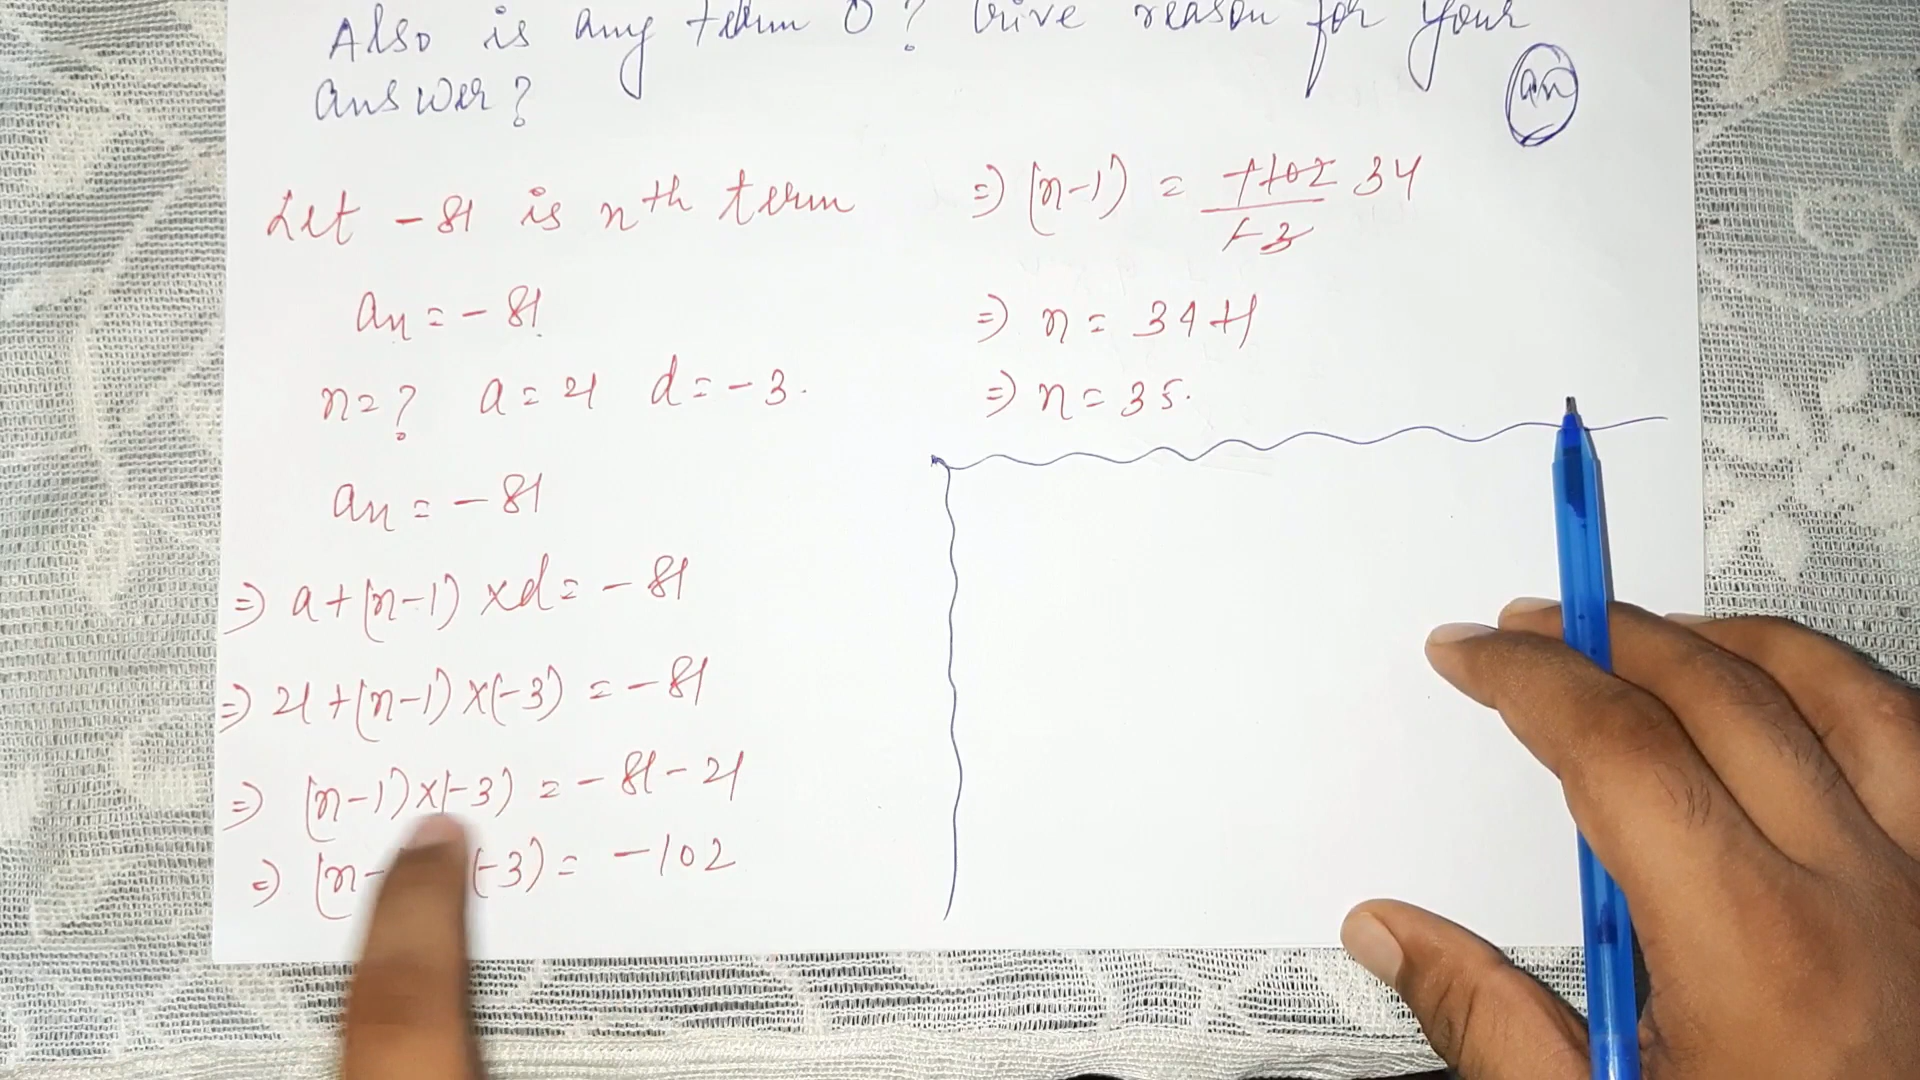 Also is any term 0? Give reason for your
answer?
an
Let -81 is nth term
an = -81
n=? a = 21 d = -3.
an = -81
=> a+(n-1) xd = -81
=> 21+(n-1)x(-3) = -81
=> (n-1)x(-3) = -81-21
=> (n- (-3) = -102
=> (n-1) = -102 34
-3
=> n = 34+1
=> n = 35.